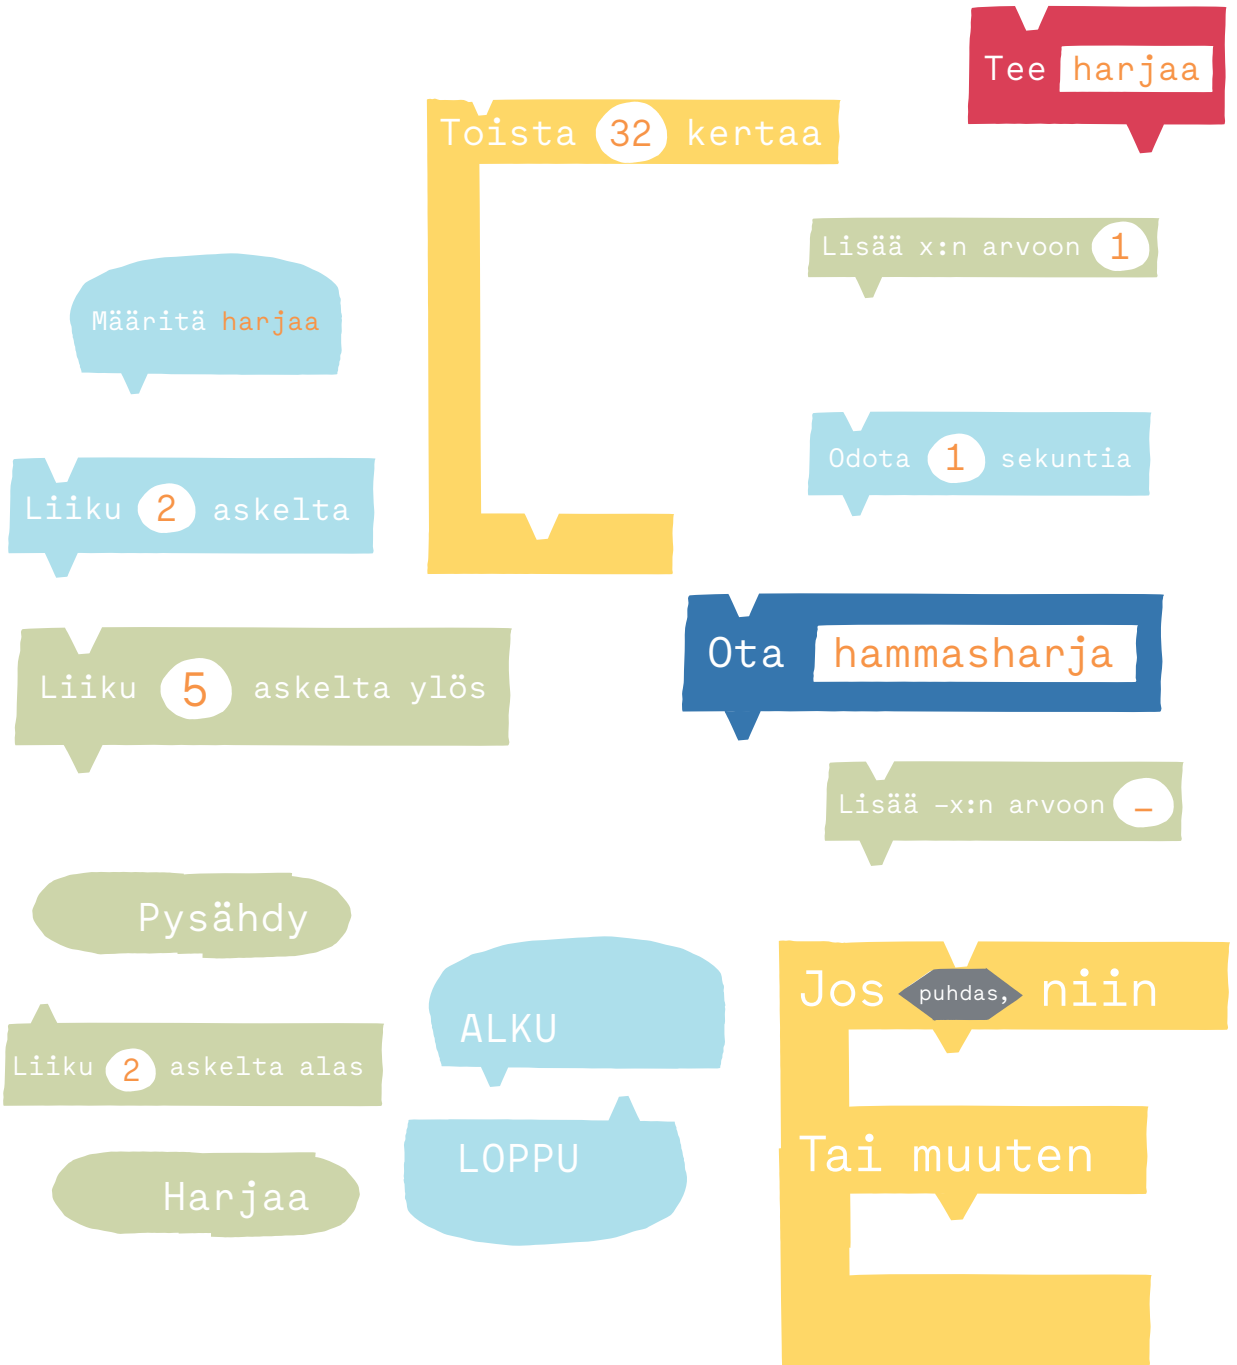 Tee harjaa
Toista 32 kertaa
Lisää x:n arvoon 1
Määritä harjaa
Odota 1 sekuntia
Liiku 2 askelta
Ota hammasharja
Liiku 5 askelta ylös
Lisää -x:n arvoon _
Pysähdy
Jos puhdas, niin
ALKU
Liiku 2 askelta alas
Tai muuten
LOPPU
Harjaa